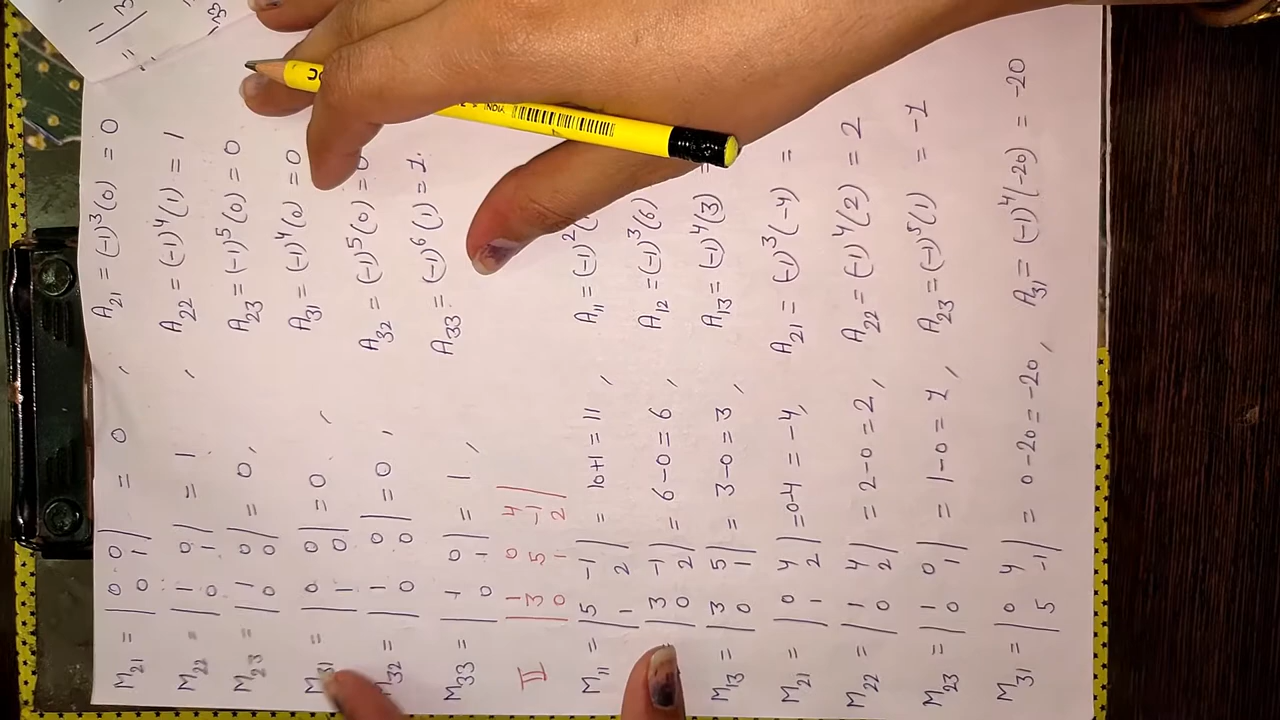 = | 3
M21 = | 0 0 | = 0 , A21 = (-1)^3 (0) = 0
| 0 1 |
M22 = | 1 0 | = 1 , A22 = (-1)^4 (1) = 1
| 0 1 |
M23 = | 1 0 | = 0 , A23 = (-1)^5 (0) = 0
| 0 0 |
M31 = | 0 0 | = 0 , A31 = (-1)^4 (0) = 0
| 1 0 |
M32 = | 1 0 | = 0 , A32 = (-1)^5 (0) = 0
| 0 0 |
M33 = | 1 0 | = 1 , A33 = (-1)^6 (1) = 1.
| 0 1 |
II | 1 0 4 |
| 3 5 -1 |
| 0 1 2 |
M11 = | 5 -1 | = 10+1 = 11 , A11 = (-1)^2
| 1 2 |
M12 = | 3 -1 | = 6-0 = 6 , A12 = (-1)^3 (6)
| 0 2 |
M13 = | 3 5 | = 3-0 = 3 , A13 = (-1)^4 (3) =
| 0 1 |
M21 = | 0 4 | = 0-4 = -4, A21 = (-1)^3 (-4) =
| 1 2 |
M22 = | 1 4 | = 2-0 = 2 , A22 = (-1)^4 (2) = 2
| 0 2 |
M23 = | 1 0 | = 1-0 = 1 , A23 = (-1)^5 (1) = -1
| 0 1 |
M31 = | 0 4 | = 0-20 = -20 , A31 = (-1)^4 (-20) = -20
| 5 -1 |